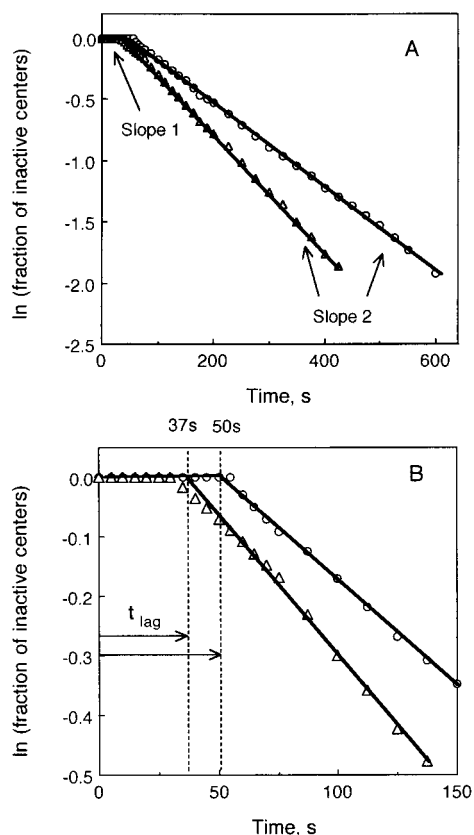 A
ln (fraction of inactive centers)
0.0
-0.5
-1.0
-1.5
-2.0
-2.5
Slope 1
Slope 2
0 200 400 600
Time, s
37s 50s
B
ln (fraction of inactive centers)
0.0
-0.1
-0.2
-0.3
-0.4
-0.5
t lag
0 50 100 150
Time, s